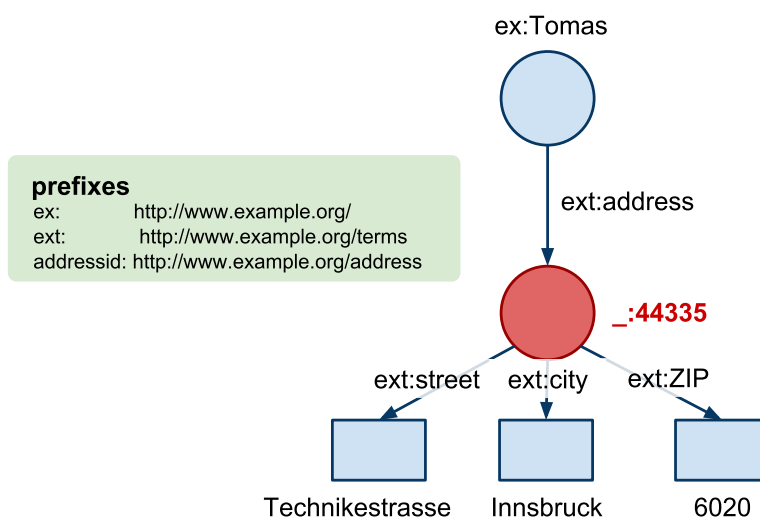 ex:Tomas
prefixes
ex: http://www.example.org/
ext: http://www.example.org/terms
addressid: http://www.example.org/address
ext:address
_:44335
ext:street ext:city ext:ZIP
Technikestrasse Innsbruck 6020